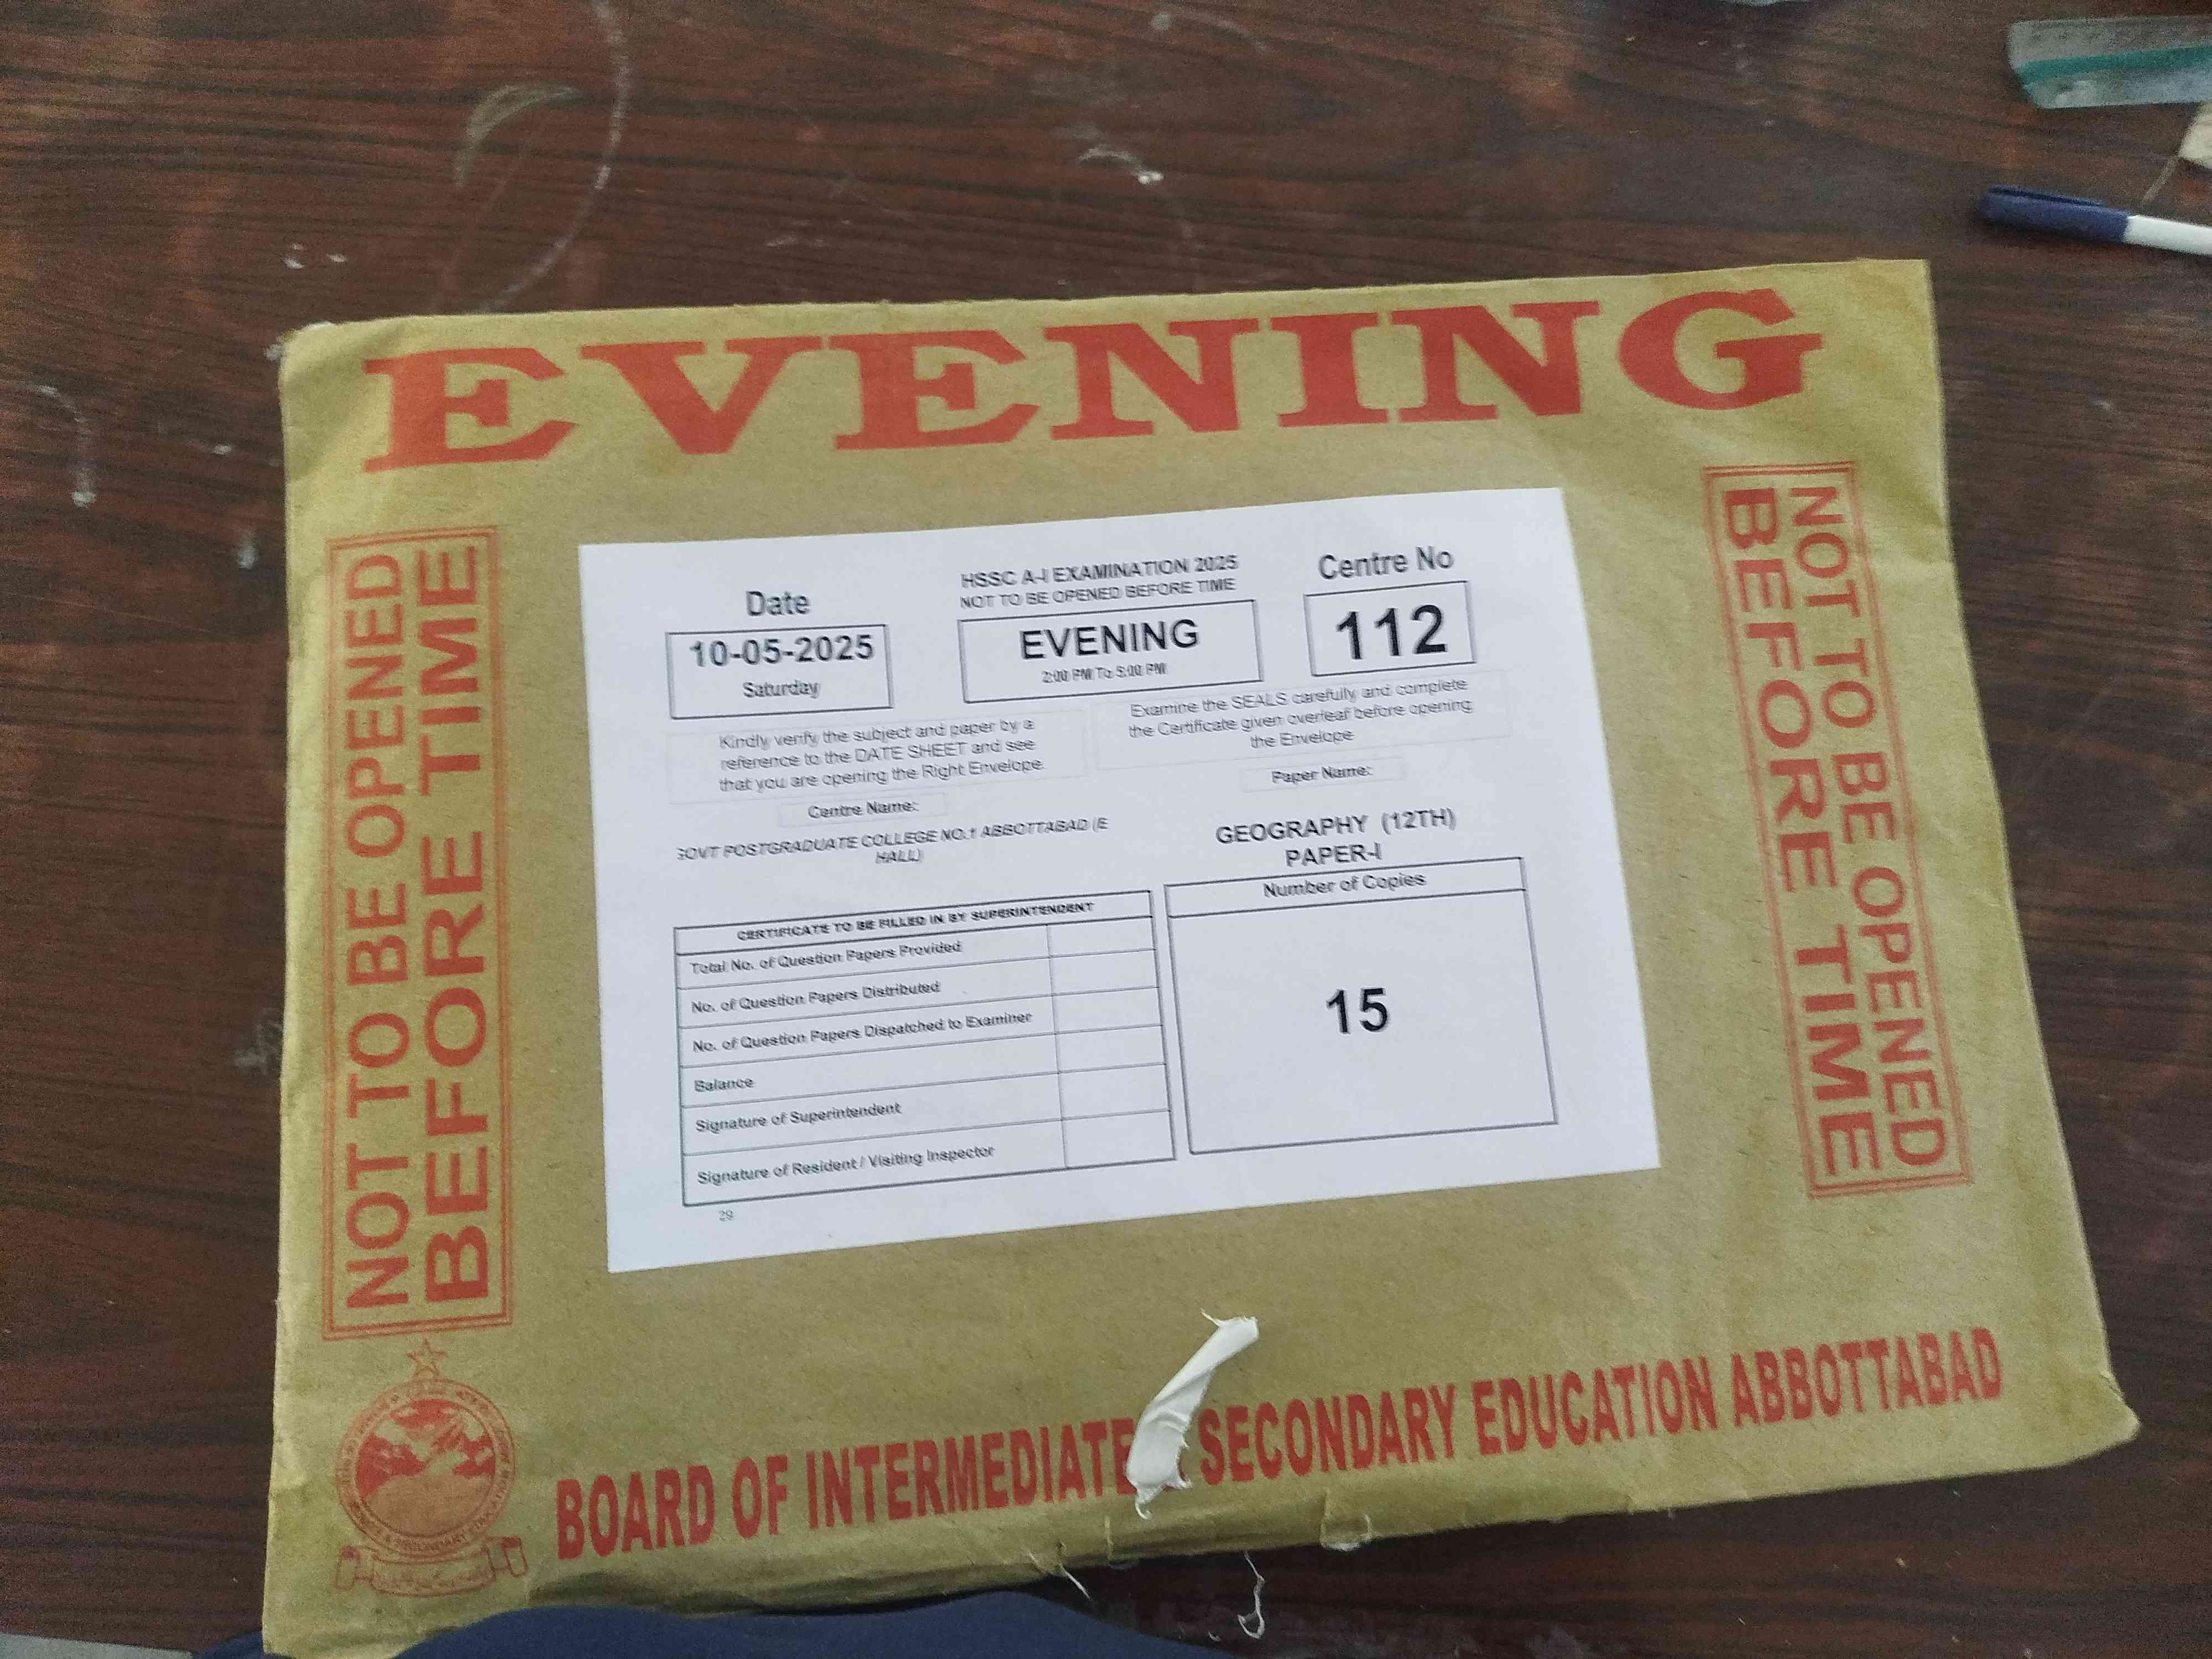 EVENING
NOT TO BE OPENED
BEFORE TIME
NOT TO BE OPENED
BEFORE TIME
Date
10-05-2025
Saturday
HSSC A-I EXAMINATION 2025
NOT TO BE OPENED BEFORE TIME
EVENING
2:00 PM To 5:00 PM
Centre No
112
Kindly verify the subject and paper by a
reference to the DATE SHEET and see
that you are opening the Right Envelope.
Examine the SEALS carefully and complete
the Certificate given overleaf before opening
the Envelope
Centre Name:
GOVT POSTGRADUATE COLLEGE NO.1 ABBOTTABAD (E
HALL)
Paper Name:
GEOGRAPHY (12TH)
PAPER-I
CERTIFICATE TO BE FILLED IN BY SUPERINTENDENT
Total No. of Question Papers Provided
No. of Question Papers Distributed
No. of Question Papers Dispatched to Examiner
Balance
Signature of Superintendent
Signature of Resident / Visiting Inspector
Number of Copies
15
29
BOARD OF INTERMEDIATE SECONDARY EDUCATION ABBOTTABAD